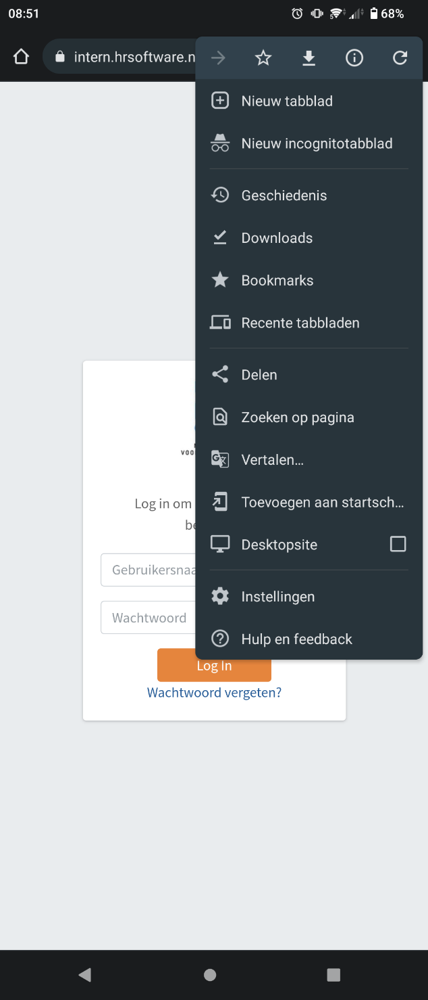 08:51
68%
intern.hrsoftware.n
Nieuw tabblad
Nieuw incognitotabblad
Geschiedenis
Downloads
Bookmarks
Recente tabbladen
Delen
Zoeken op pagina
Vertalen...
Toevoegen aan startsch...
Desktopsite
Instellingen
Hulp en feedback
VOO
Log in om
be
Gebruikersnaa
Wachtwoord
Log In
Wachtwoord vergeten?